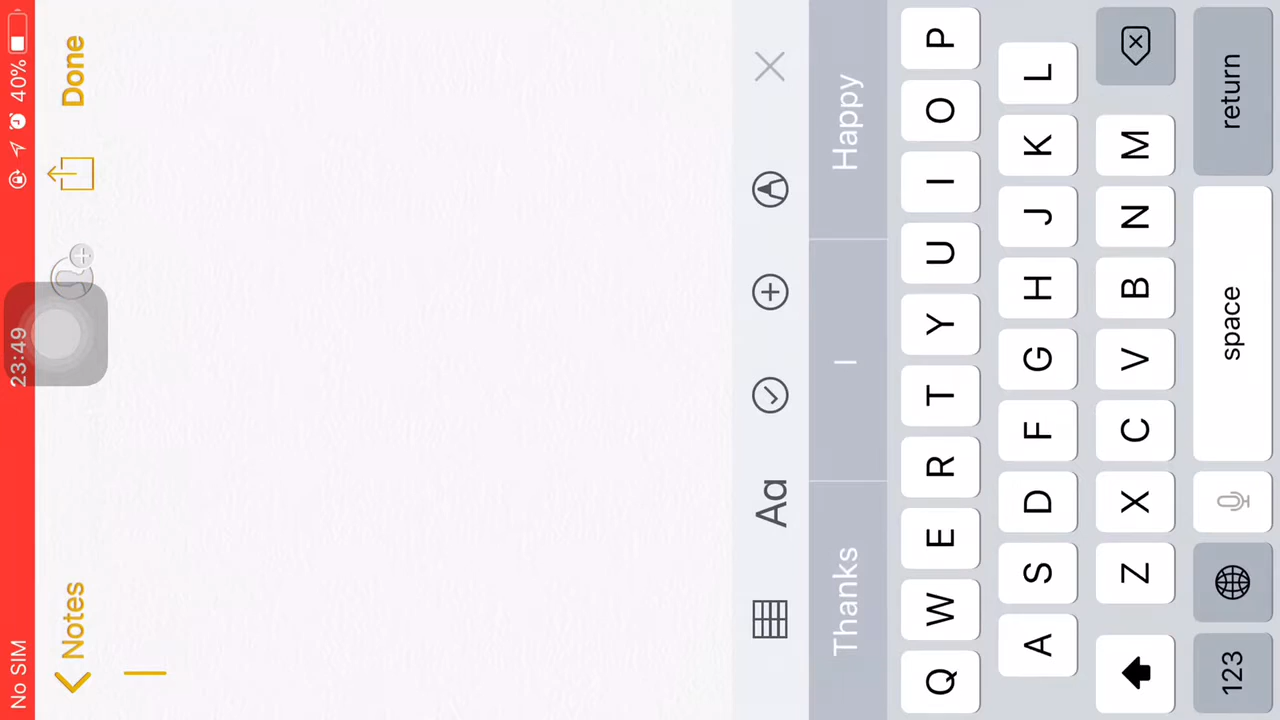 No SIM 23:49 40%
Notes Done
Aa
Thanks I Happy
Q W E R T Y U I O P
A S D F G H J K L
Z X C V B N M
123 space return